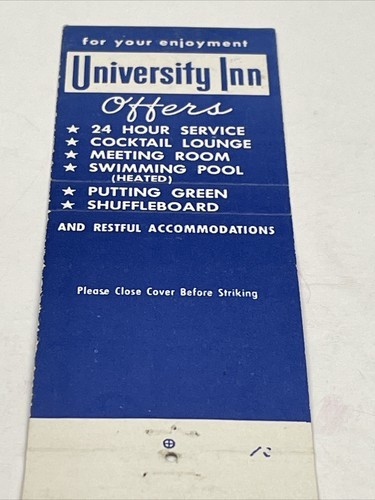 for your enjoyment
University Inn
Offers
★ 24 HOUR SERVICE
★ COCKTAIL LOUNGE
★ MEETING ROOM
★ SWIMMING POOL
(HEATED)
★ PUTTING GREEN
★ SHUFFLEBOARD
AND RESTFUL ACCOMMODATIONS
Please Close Cover Before Striking